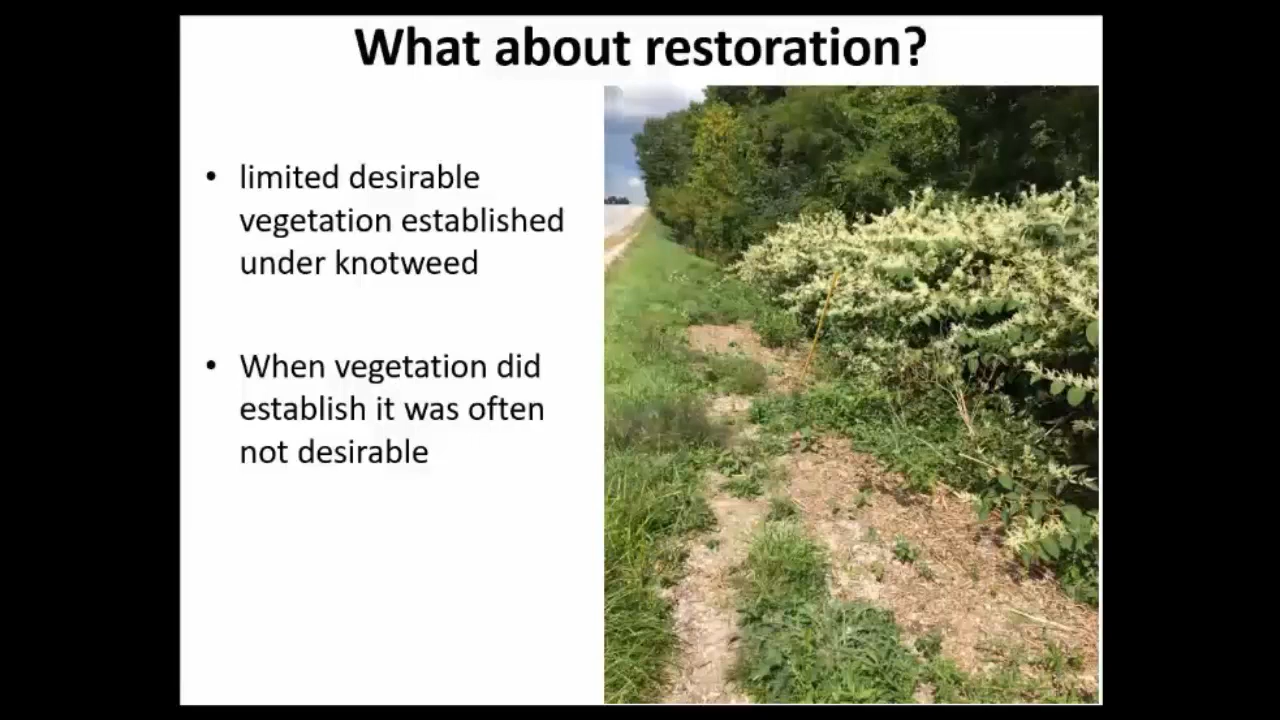 What about restoration?
• limited desirable
vegetation established
under knotweed
• When vegetation did
establish it was often
not desirable